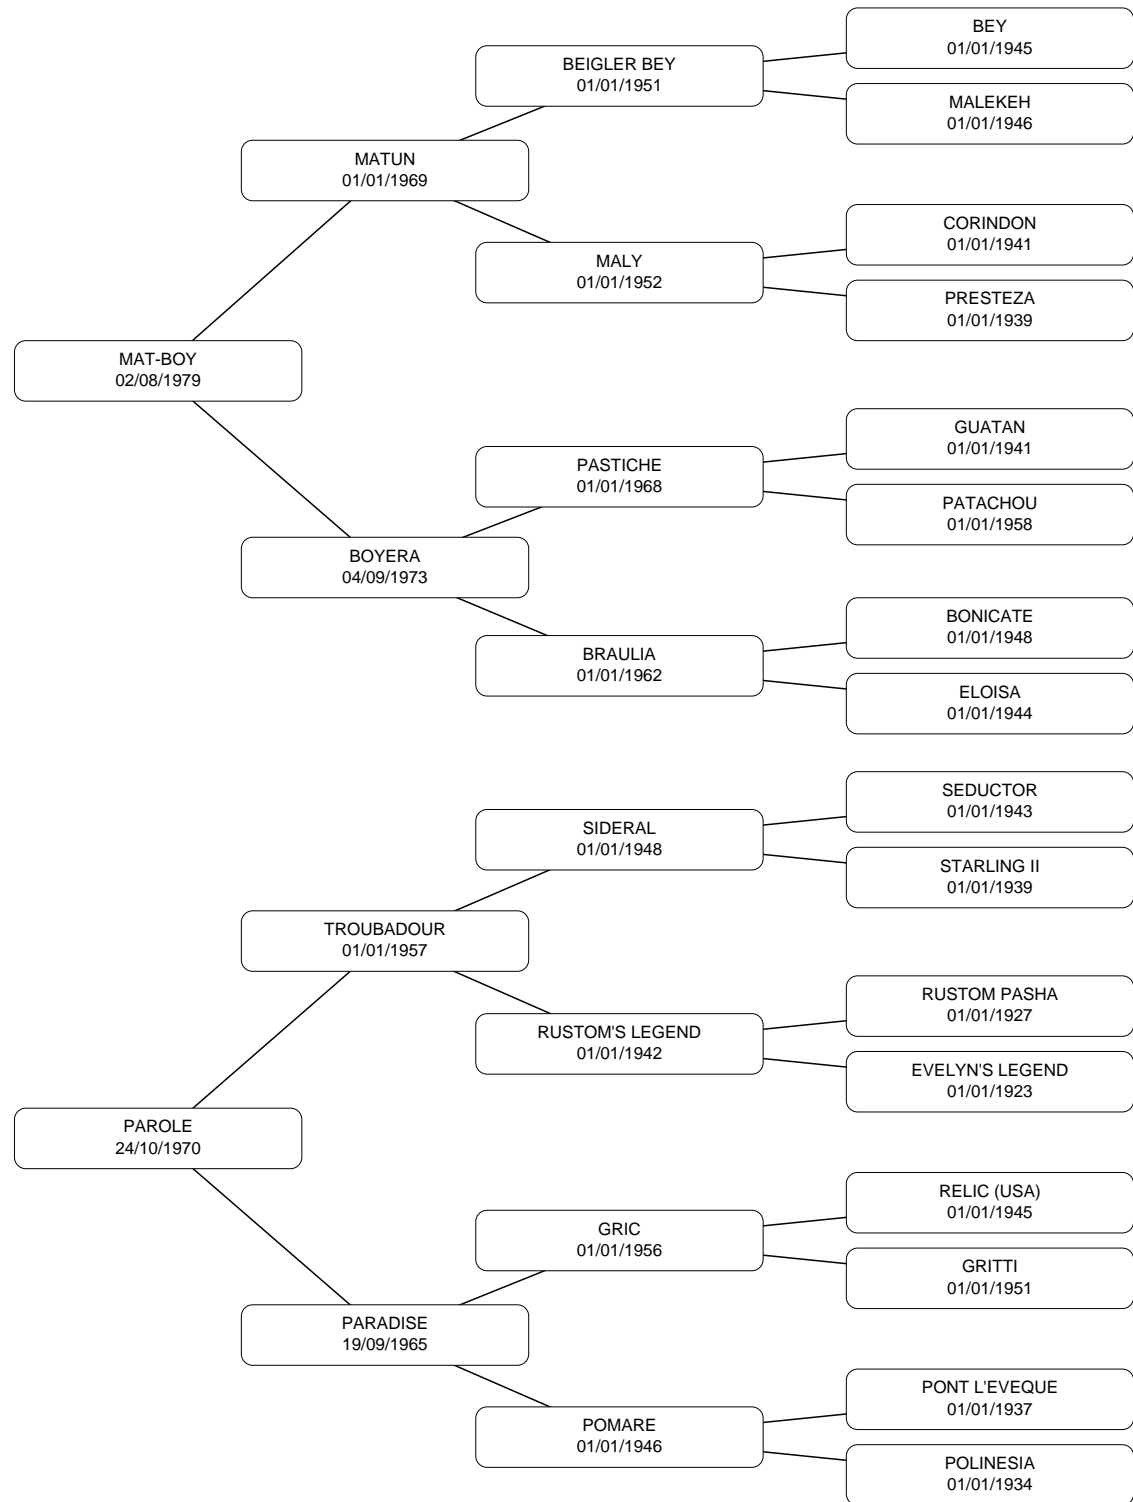 BEY
01/01/1945
BEIGLER BEY
01/01/1951
MALEKEH
01/01/1946
MATUN
01/01/1969
CORINDON
01/01/1941
MALY
01/01/1952
PRESTEZA
01/01/1939
MAT-BOY
02/08/1979
GUATAN
01/01/1941
PASTICHE
01/01/1968
PATACHOU
01/01/1958
BOYERA
04/09/1973
BONICATE
01/01/1948
BRAULIA
01/01/1962
ELOISA
01/01/1944
SEDUCTOR
01/01/1943
SIDERAL
01/01/1948
STARLING II
01/01/1939
TROUBADOUR
01/01/1957
RUSTOM PASHA
01/01/1927
RUSTOM'S LEGEND
01/01/1942
EVELYN'S LEGEND
01/01/1923
PAROLE
24/10/1970
RELIC (USA)
01/01/1945
GRIC
01/01/1956
GRITTI
01/01/1951
PARADISE
19/09/1965
PONT L'EVEQUE
01/01/1937
POMARE
01/01/1946
POLINESIA
01/01/1934